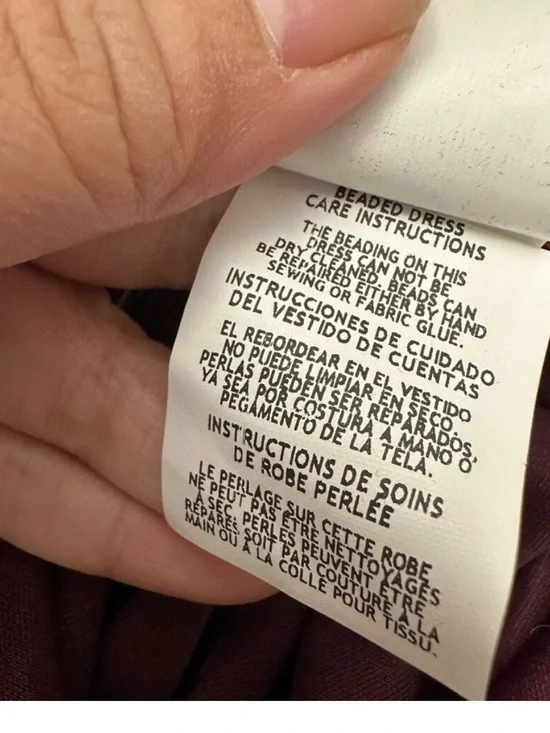 BEADED DRESS
CARE INSTRUCTIONS
THE BEADING ON THIS
DRESS CAN NOT BE
DRY CLEANED. BEADS CAN
BE REPAIRED EITHER BY HAND
SEWING OR FABRIC GLUE.
INSTRUCCIONES DE CUIDADO
DEL VESTIDO DE CUENTAS
EL REBORDEAR EN EL VESTIDO
NO PUEDE LIMPIAR EN SECO.
PERLAS PUEDEN SER REPARADOS,
YA SEA POR COSTURA A MANO O
PEGAMENTO DE LA TELA.
INSTRUCTIONS DE SOINS
DE ROBE PERLÉE
LE PERLAGE SUR CETTE ROBE
NE PEUT PAS ÊTRE NETTOYAGES
À SEC. PERLES PEUVENT ÊTRE
RÉPARÉS SOIT PAR COUTURE À LA
MAIN OU À LA COLLE POUR TISSU.